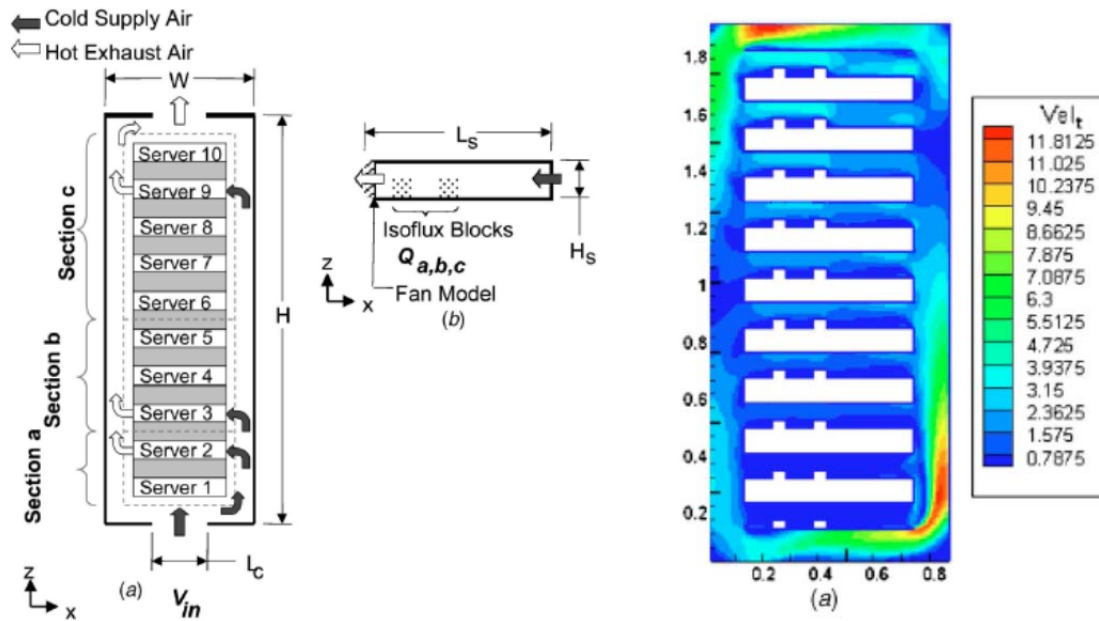 Cold Supply Air
Hot Exhaust Air
W
Server 10
Server 9
Server 8
Server 7
Server 6
Server 5
Server 4
Server 3
Server 2
Server 1
Section c
Section b
Section a
H
L_C
V_in
Z
X
(a)
L_S
H_S
Isoflux Blocks
Q_a,b,c
Fan Model
Z
X
(b)
1.8
1.6
1.4
1.2
1
0.8
0.6
0.4
0.2
0.2 0.4 0.6 0.8
(a)
Vel_t
11.8125
11.025
10.2375
9.45
8.6625
7.875
7.0875
6.3
5.5125
4.725
3.9375
3.15
2.3625
1.575
0.7875